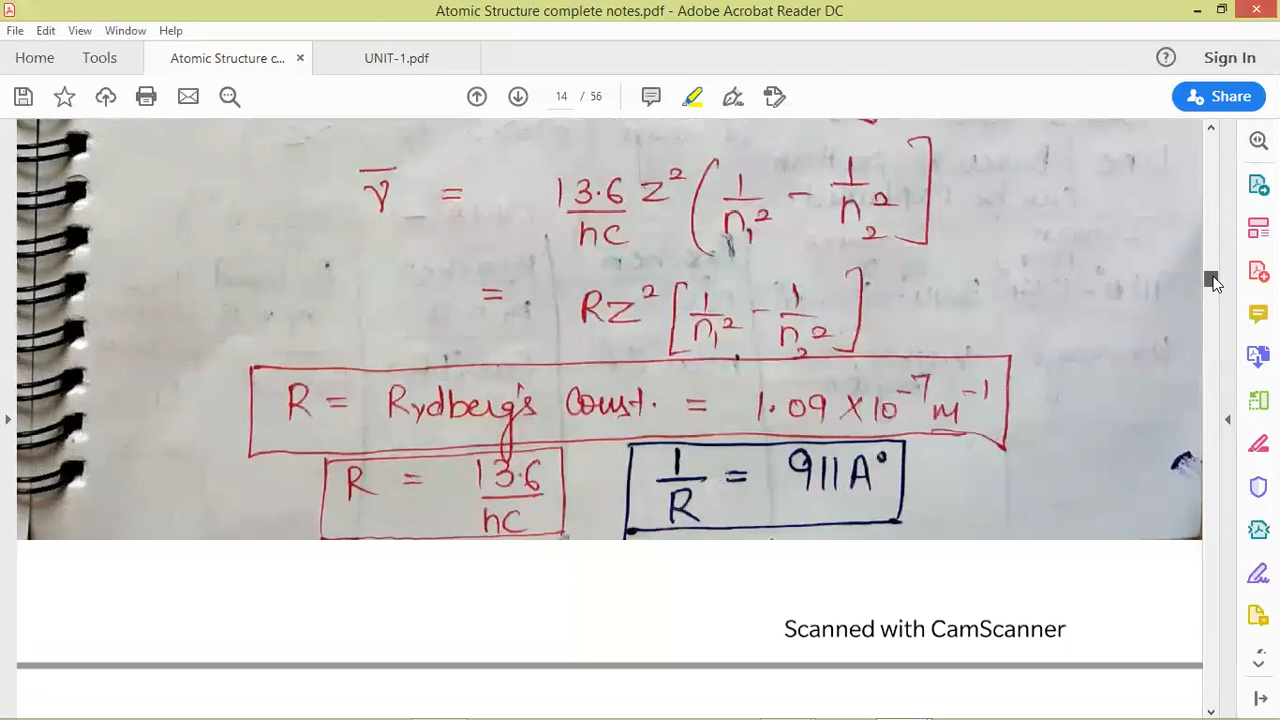 Atomic Structure complete notes.pdf - Adobe Acrobat Reader DC
File Edit View Window Help
Home Tools Atomic Structure c... × UNIT-1.pdf Sign In
14 / 56 Share
ν̅ = 13.6/hc z² (1/n₁² - 1/n₂²]
= Rz² [1/n₁² - 1/n₂²]
R = Rydberg's Const. = 1.09 × 10⁻⁷ M⁻¹
R = 13.6/hc 1/R = 911A°
Scanned with CamScanner